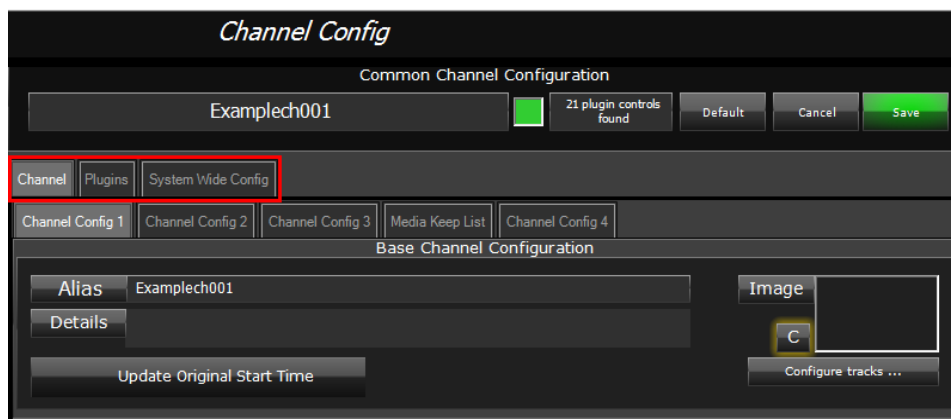 Channel Config
Common Channel Configuration
Examplech001
21 plugin controls
found
Default
Cancel
Save
Channel
Plugins
System Wide Config
Channel Config 1
Channel Config 2
Channel Config 3
Media Keep List
Channel Config 4
Base Channel Configuration
Alias
Examplech001
Image
Details
C
Update Original Start Time
Configure tracks ...